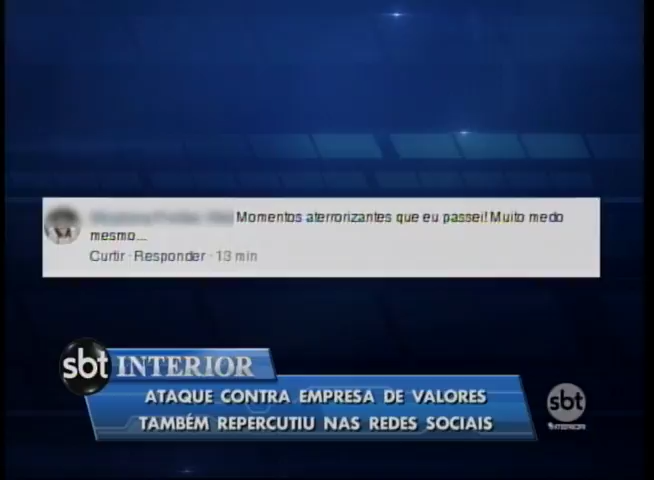 Momentos aterrorizantes que eu passei! Muito medo
mesmo...
Curtir · Responder · 13 min
sbt INTERIOR
ATAQUE CONTRA EMPRESA DE VALORES
TAMBÉM REPERCUTIU NAS REDES SOCIAIS
sbt
INTERIOR